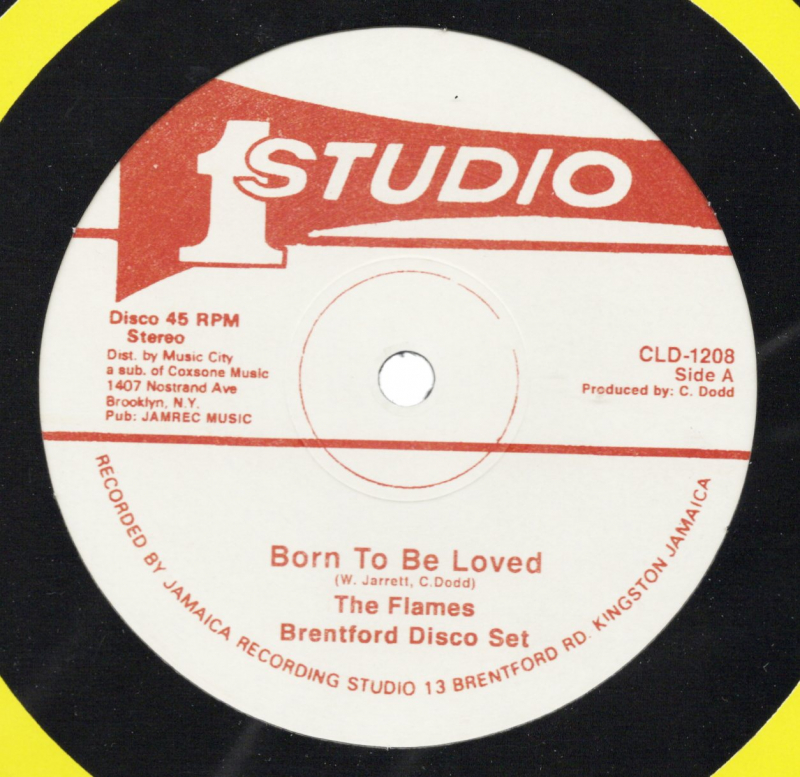 1 STUDIO
Disco 45 RPM
Stereo
Dist. by Music City
a sub. of Coxsone Music
1407 Nostrand Ave
Brooklyn, N.Y.
Pub: JAMREC MUSIC
CLD-1208
Side A
Produced by: C. Dodd
Born To Be Loved
(W. Jarrett, C.Dodd)
The Flames
Brentford Disco Set
RECORDED BY JAMAICA RECORDING STUDIO 13 BRENTFORD RD. KINGSTON JAMAICA